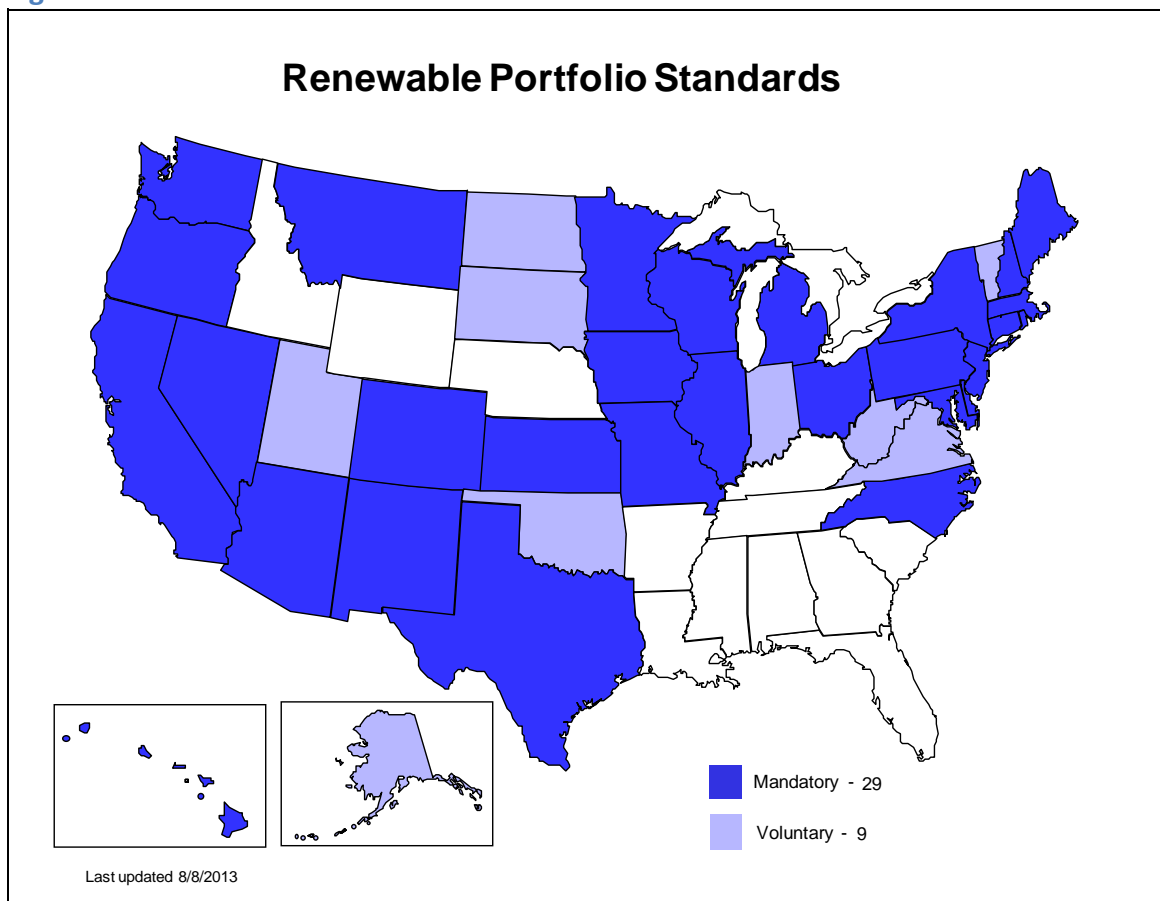 Renewable Portfolio Standards
Mandatory - 29
Voluntary - 9
Last updated 8/8/2013